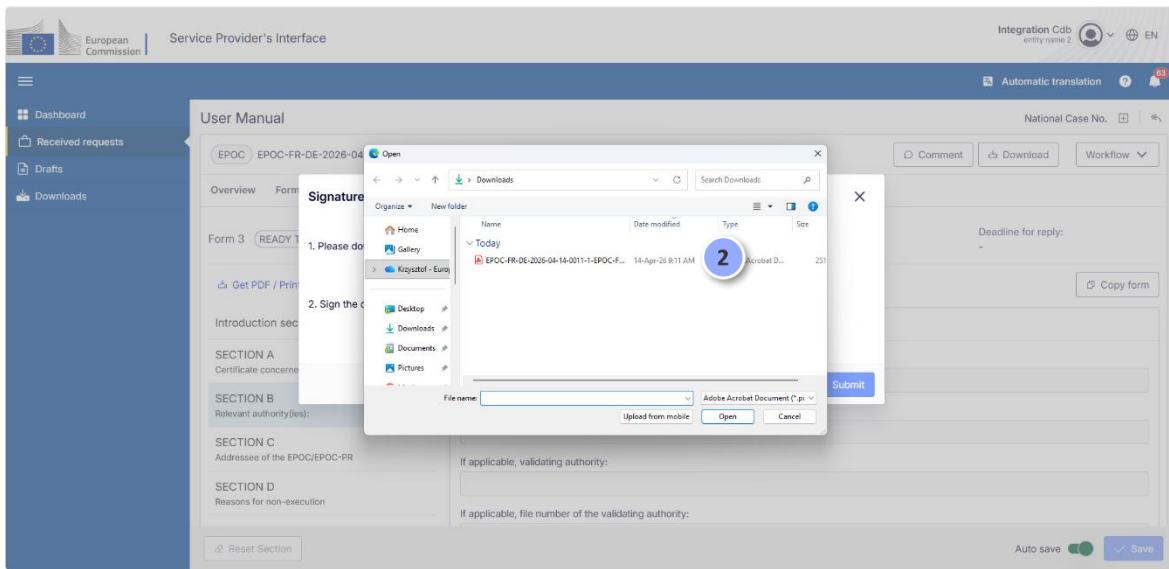 European
Commission
Service Provider's Interface
Integration Cdb
entity name 2
EN
Automatic translation
63
Dashboard
Received requests
Drafts
Downloads
User Manual
National Case No.
EPOC EPOC-FR-DE-2026-04
Comment
Download
Workflow
Overview Form
Form 3 READY T
Deadline for reply:
-
Get PDF / Prin
Copy form
Introduction sec
SECTION A
Certificate concerne
SECTION B
Relevant authority(ies):
SECTION C
Addressee of the EPOC/EPOC-PR
SECTION D
Reasons for non-execution
If applicable, validating authority:
If applicable, file number of the validating authority:
Reset Section
Auto save
Save
Signature
1. Please do
2. Sign the
Submit
Open
Downloads
Search Downloads
Organize New folder
Home
Gallery
Krzysztof - Euro
Desktop
Downloads
Documents
Pictures
Name Date modified Type Size
Today
EPOC-FR-DE-2026-04-14-0011-1-EPOC-F... 14-Apr-26 9:11 AM Acrobat D... 251
2
File name:
Adobe Acrobat Document (*.p
Upload from mobile
Open
Cancel